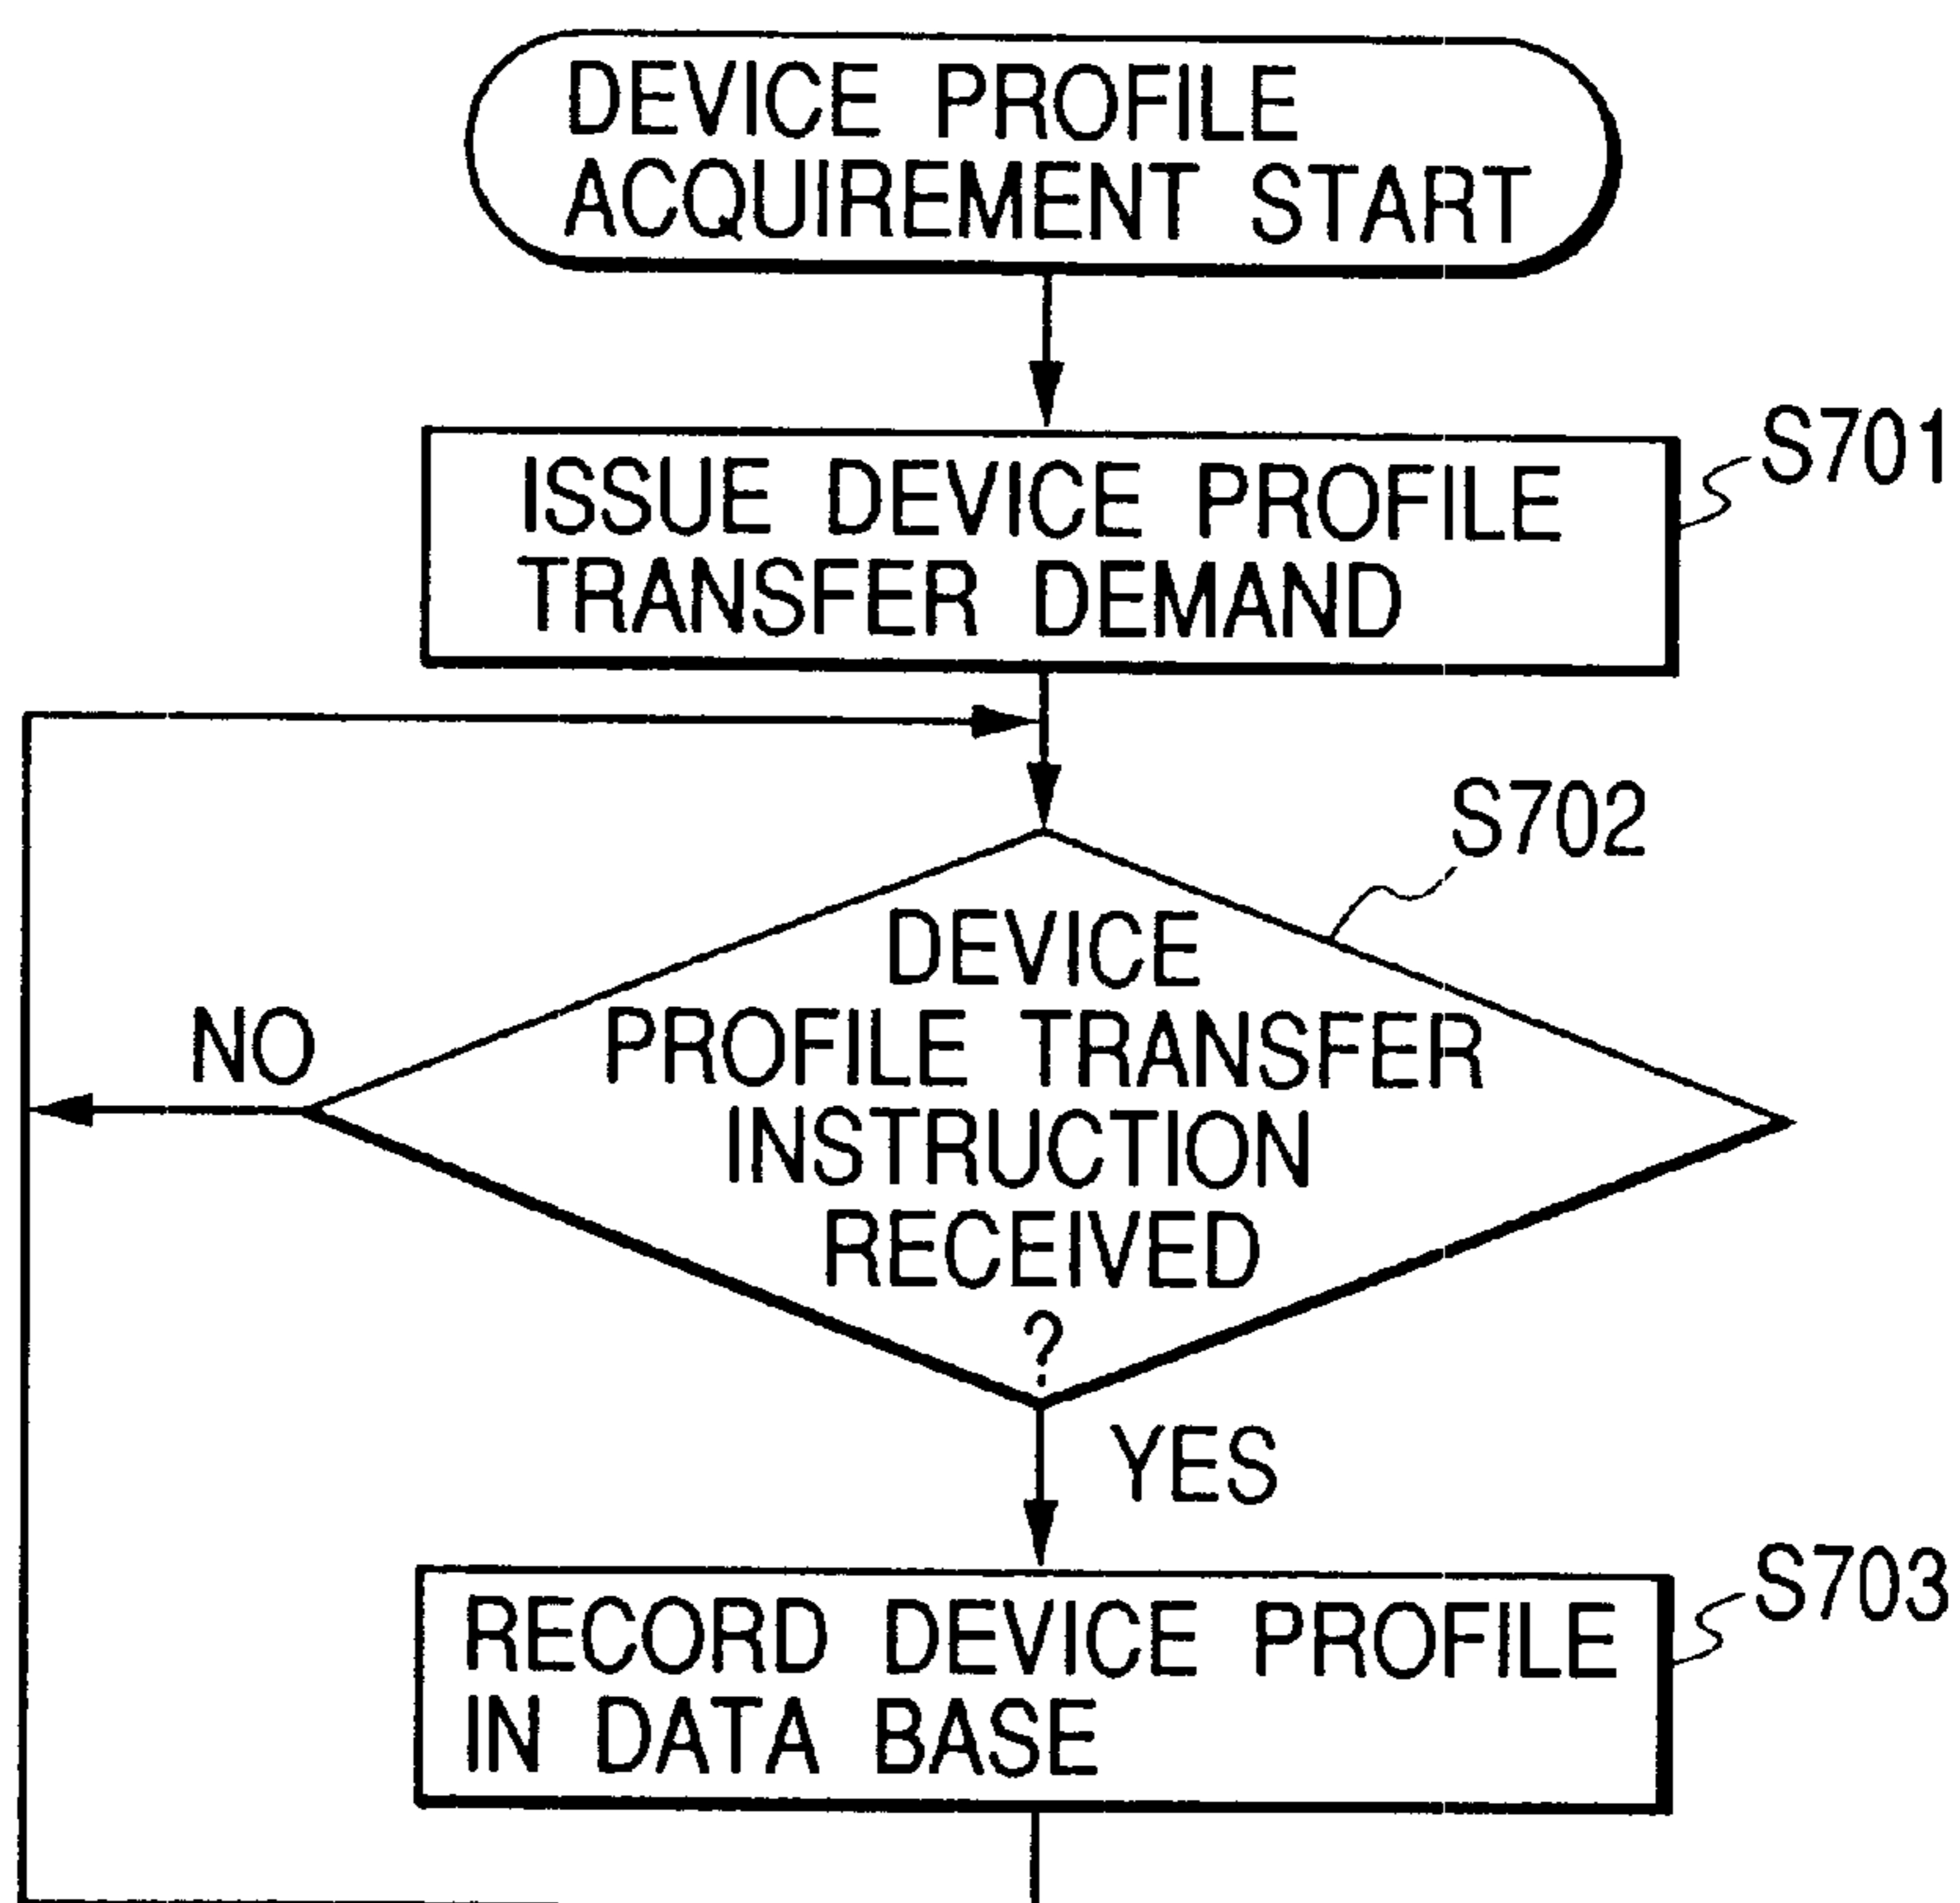 DEVICE PROFILE
ACQUIREMENT START
ISSUE DEVICE PROFILE
TRANSFER DEMAND
S701
S702
DEVICE
PROFILE TRANSFER
INSTRUCTION
RECEIVED
?
NO
YES
RECORD DEVICE PROFILE
IN DATA BASE
S703